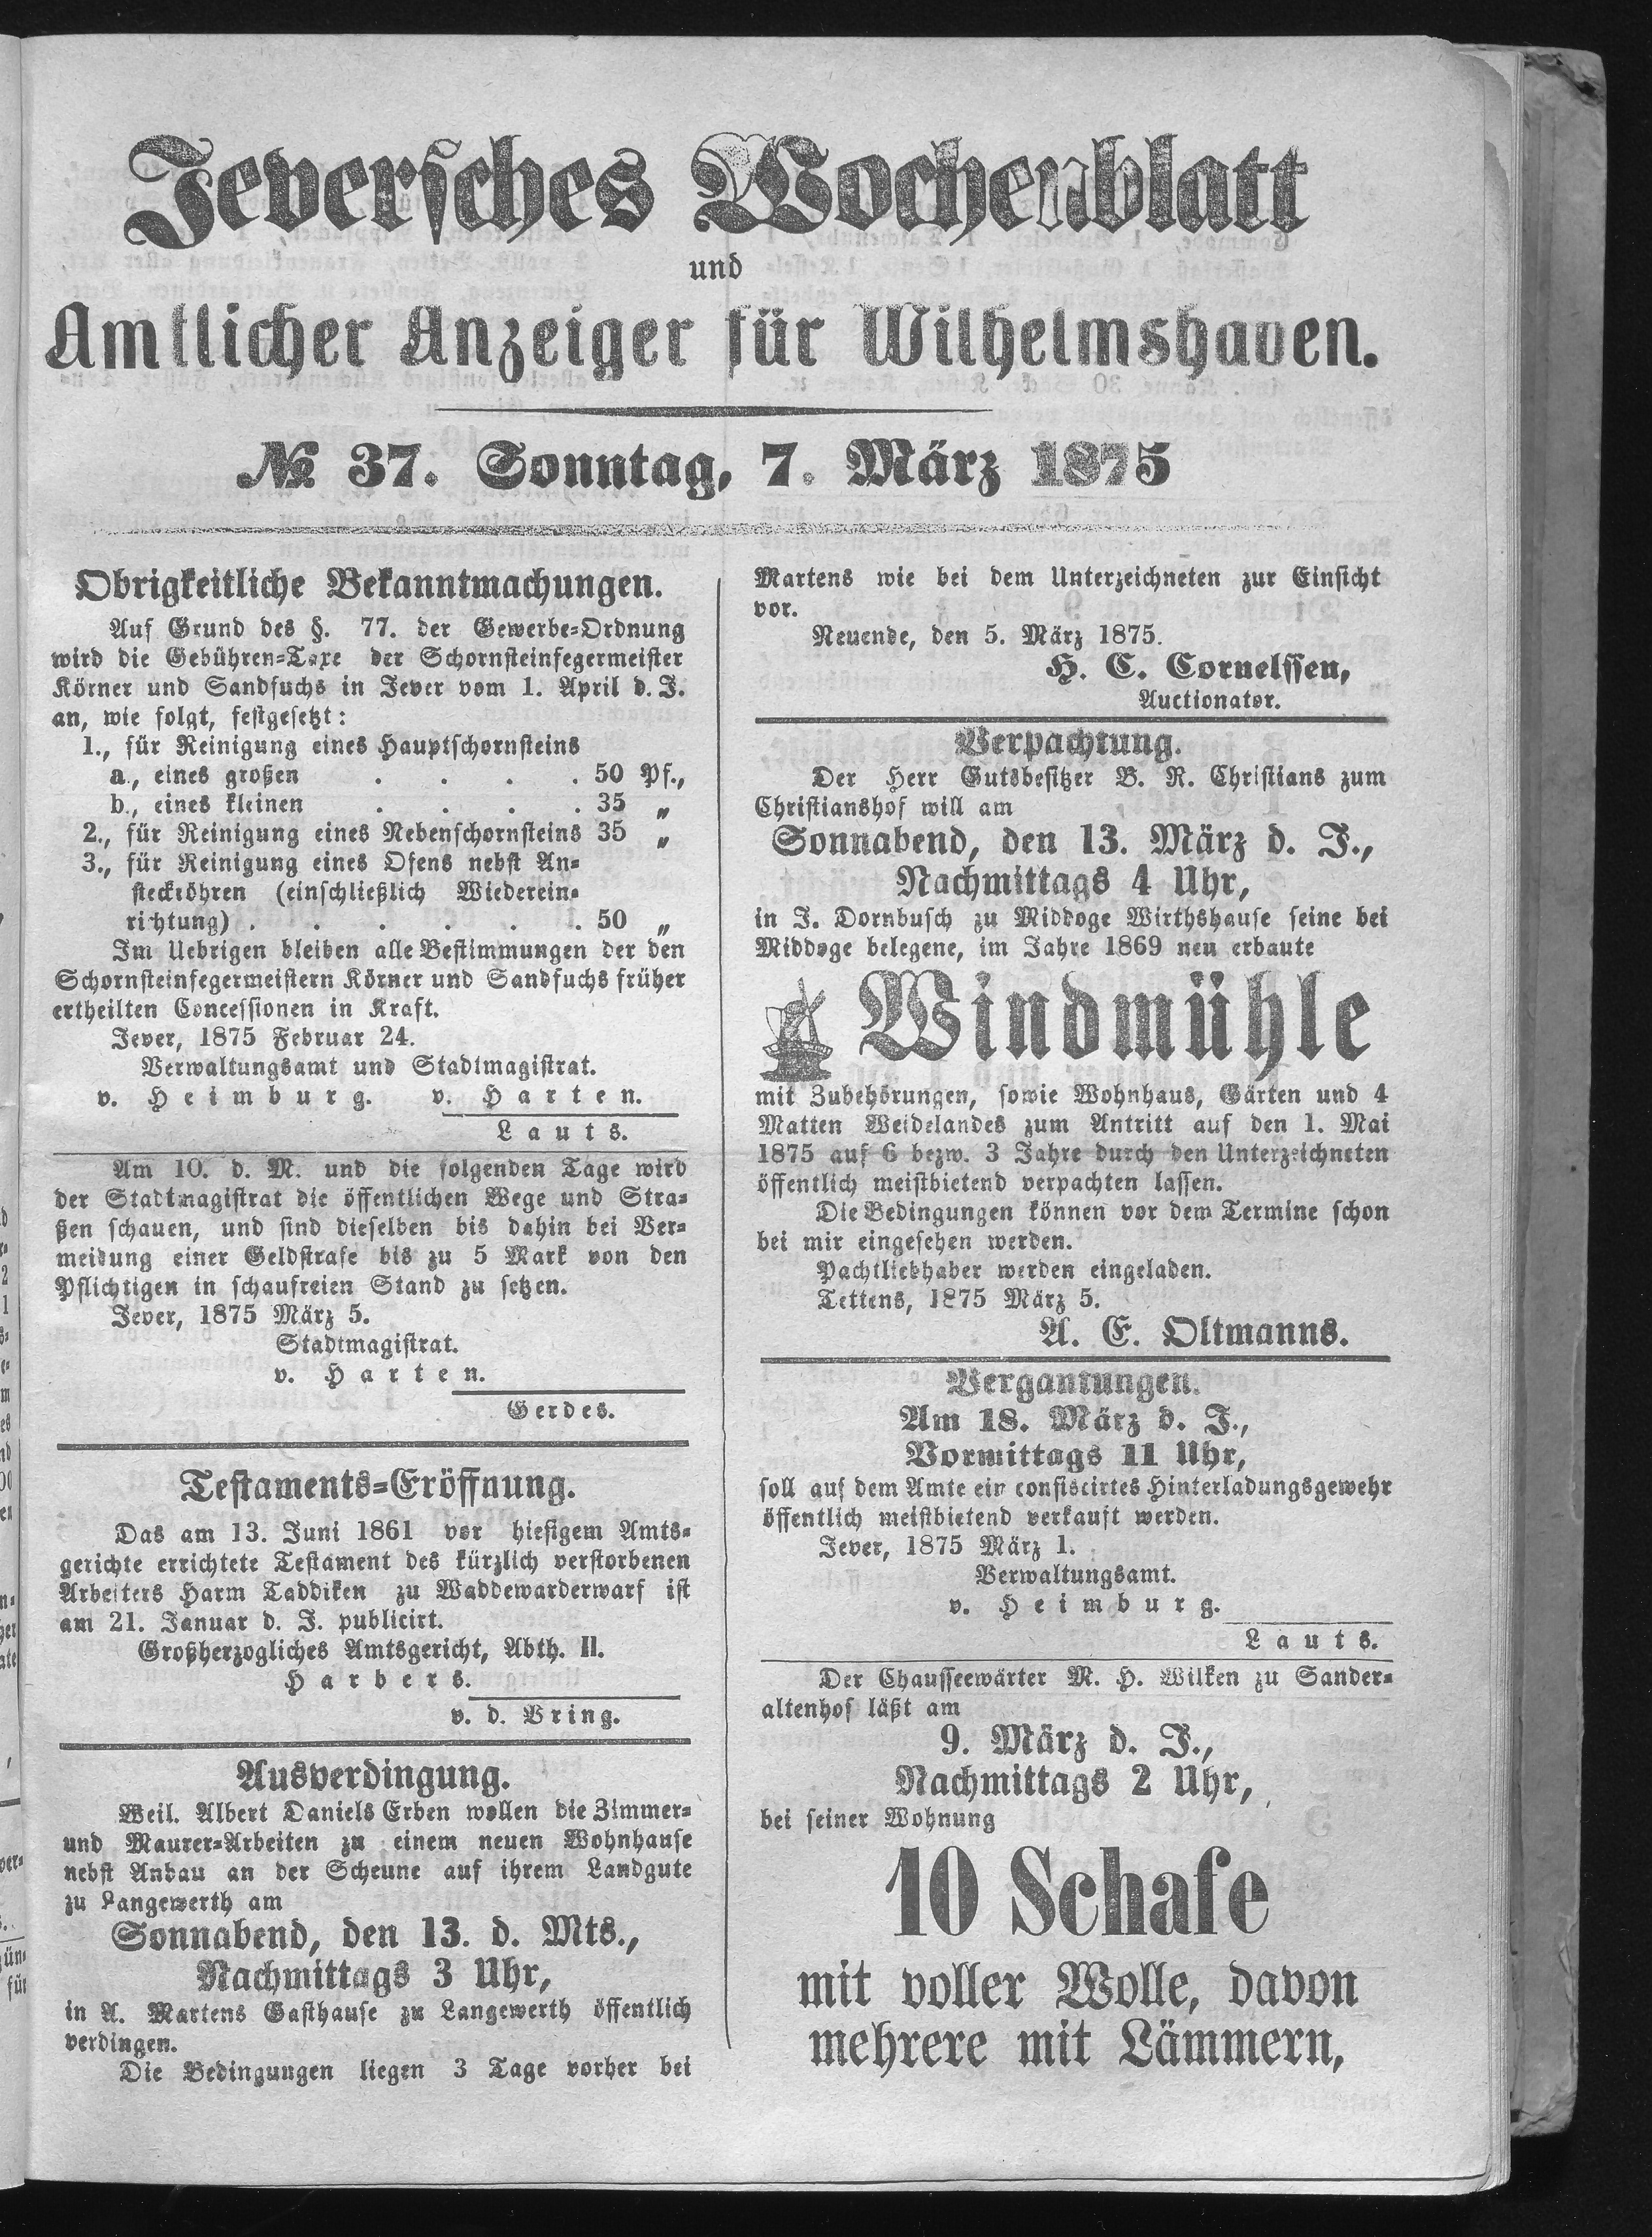 Jeversches Wochenblatt
und
Amtlicher Anzeiger für Wilhelmshaven.
№ 37. Sonntag, 7. März 1875
Obrigkeitliche Bekanntmachungen.
Auf Grund des §. 77. der Gewerbe=Ordnung
wird die Gebühren=Taxe der Schornsteinfegermeister
Körner und Sandfuchs in Jever vom 1. April d. J.
an, wie folgt, festgesetzt:
1., für Reinigung eines Hauptschornsteins
a., eines großen . . . . 50 Pf.,
b., eines kleinen . . . . 35 „
2., für Reinigung eines Nebenschornsteins 35 „
3., für Reinigung eines Ofens nebst An=
steckröhren (einschließlich Wiederein=
richtung) . . . . . . 50 „
Im Uebrigen bleiben alle Bestimmungen der den
Schornsteinfegermeistern Körner und Sandfuchs früher
ertheilten Concessionen in Kraft.
Jever, 1875 Februar 24.
Verwaltungsamt und Stadtmagistrat.
v. Heimburg. v. Harten.
Lauts.
Am 10. d. M. und die folgenden Tage wird
der Stadtmagistrat die öffentlichen Wege und Stra=
ßen schauen, und sind dieselben bis dahin bei Ver=
meidung einer Geldstrafe bis zu 5 Mark von den
Pflichtigen in schaufreien Stand zu setzen.
Jever, 1875 März 5.
Stadtmagistrat.
v. Harten.
Gerdes.
Testaments=Eröffnung.
Das am 13. Juni 1861 vor hiesigem Amts=
gerichte errichtete Testament des kürzlich verstorbenen
Arbeiters Harm Taddiken zu Waddewarderwarf ist
am 21. Januar d. J. publicirt.
Großherzogliches Amtsgericht, Abth. II.
Harbers.
v. d. Vring.
Ausverdingung.
Weil. Albert Daniels Erben wollen die Zimmer=
und Maurer=Arbeiten zu einem neuen Wohnhause
nebst Anbau an der Scheune auf ihrem Landgute
zu Langewerth am
Sonnabend, den 13. d. Mts.,
Nachmittags 3 Uhr,
in A. Martens Gasthause zu Langewerth öffentlich
verdingen.
Die Bedingungen liegen 3 Tage vorher bei
Martens wie bei dem Unterzeichneten zur Einsicht
vor.
Neuende, den 5. März 1875.
H. C. Cornelssen,
Auctionator.
Verpachtung.
Der Herr Gutsbesitzer B. R. Christians zum
Christianshof will am
Sonnabend, den 13. März d. J.,
Nachmittags 4 Uhr,
in J. Dornbusch zu Middoge Wirthshause seine bei
Middoge belegene, im Jahre 1869 neu erbaute
Windmühle
mit Zubehörungen, sowie Wohnhaus, Gärten und 4
Matten Weidelandes zum Antritt auf den 1. Mai
1875 auf 6 bezw. 3 Jahre durch den Unterzeichneten
öffentlich meistbietend verpachten lassen.
Die Bedingungen können vor dem Termine schon
bei mir eingesehen werden.
Pachtliebhaber werden eingeladen.
Tettens, 1875 März 5.
A. E. Oltmanns.
Vergantungen.
Am 18. März d. J.,
Vormittags 11 Uhr,
soll auf dem Amte ein confiscirtes Hinterladungsgewehr
öffentlich meistbietend verkauft werden.
Jever, 1875 März 1.
Verwaltungsamt.
v. Heimburg.
Lauts.
Der Chausseewärter M. H. Wilken zu Sander=
altenhof läßt am
9. März d. J.,
Nachmittags 2 Uhr,
bei seiner Wohnung
10 Schafe
mit voller Wolle, davon
mehrere mit Lämmern,